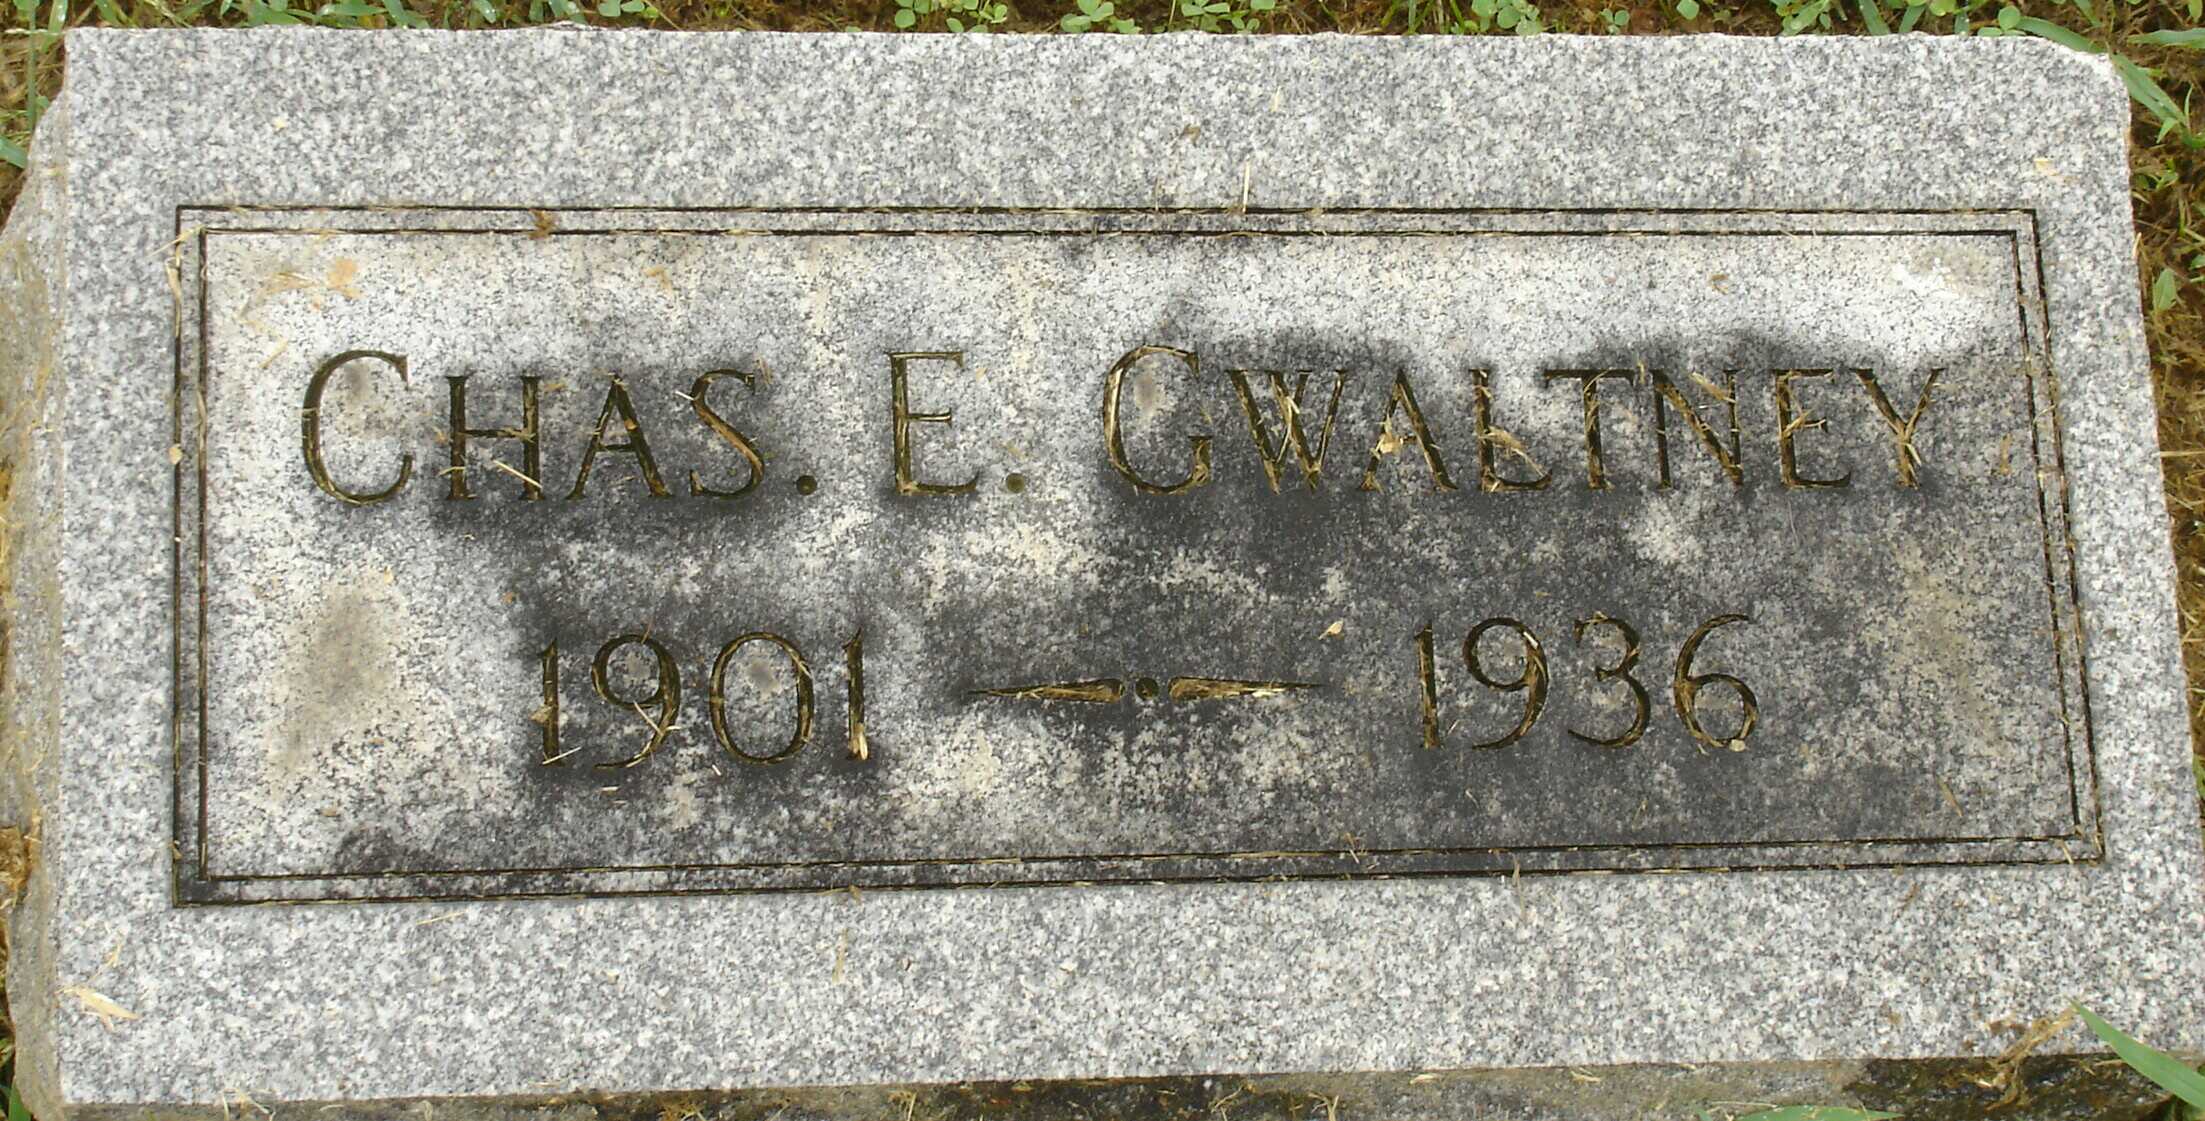 CHAS. E. GWALTNEY
1901 — 1936